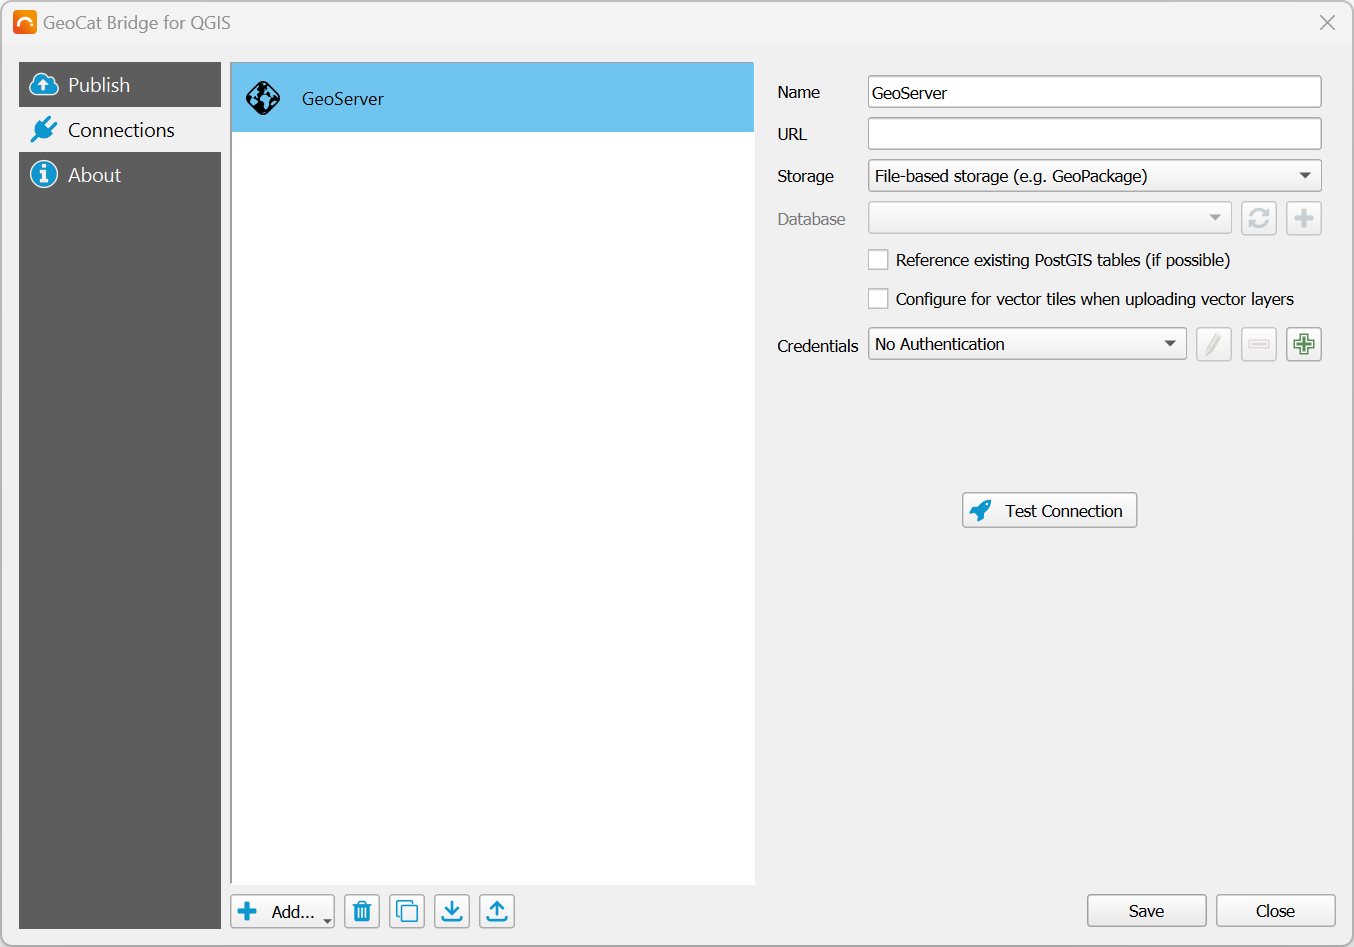 GeoCat Bridge for QGIS
Publish
Connections
About
GeoServer
Name
GeoServer
URL
Storage
File-based storage (e.g. GeoPackage)
Database
Reference existing PostGIS tables (if possible)
Configure for vector tiles when uploading vector layers
Credentials
No Authentication
Test Connection
Add...
Save
Close